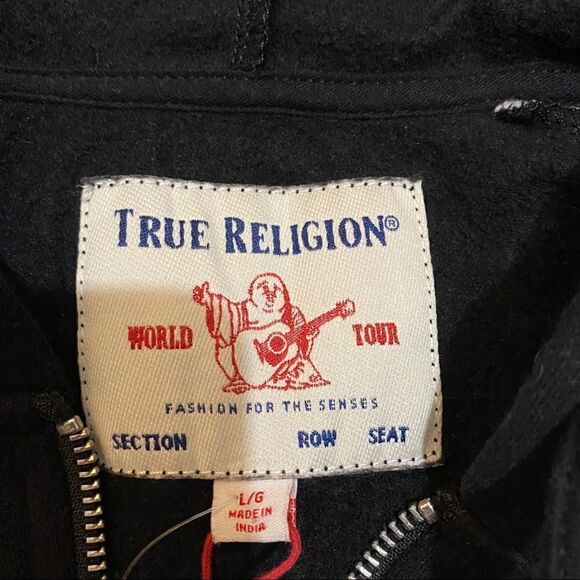 TRUE RELIGION®
WORLD TOUR
FASHION FOR THE SENSES
SECTION ROW SEAT
L/G
MADE IN
INDIA